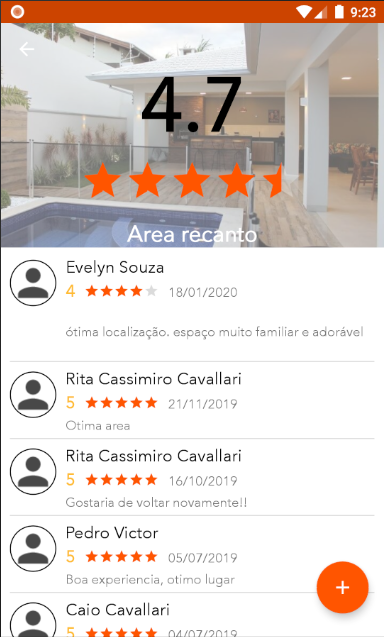 9:23
4.7
Area recanto
Evelyn Souza
4 18/01/2020
ótima localização. espaço muito familiar e adorável
Rita Cassimiro Cavallari
5 21/11/2019
Otima area
Rita Cassimiro Cavallari
5 16/10/2019
Gostaria de voltar novamente!!
Pedro Victor
5 05/07/2019
Boa experiencia, otimo lugar
Caio Cavallari
5 04/07/2019